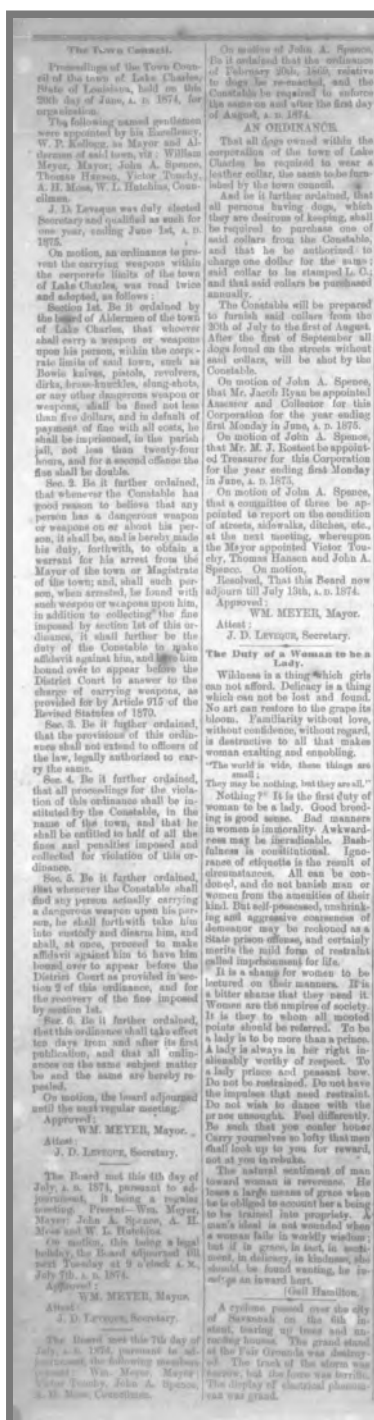 The Town Council.
Proceedings of the Town Coun-
cil of the town of Lake Charles,
State of Louisiana, held on this
20th day of June, A. D. 1874, for
organization.
The following named gentlemen
were appointed by his Excellency,
W. P. Kellogg, as Mayor and Al-
dermen of said town, viz: William
Meyer, Mayor; John A. Spence,
Thomas Hansen, Victor Touchy,
A. H. Moss, W. L. Hutchins, Coun-
cilmen.
J. D. Leveque was duly elected
Secretary and qualified as such for
one year, ending June 1st, A. D.
1875.
On motion, an ordinance to pre-
vent the carrying weapons within
the corporate limits of the town
of Lake Charles, was read twice
and adopted, as follows:
Section 1st. Be it ordained by
the board of Aldermen of the town
of Lake Charles, that whoever
shall carry a weapon or weapons
upon his person, within the corpo-
rate limits of said town, such as
Bowie knives, pistols, revolvers,
dirks, brass-knuckles, slung-shots,
or any other dangerous weapon or
weapons, shall be fined not less
than five dollars, and in default of
payment of fine with all costs, he
shall be imprisoned, in the parish
jail, not less than twenty-four
hours, and for a second offense the
fine shall be double.
Sec. 2. Be it further ordained,
that whenever the Constable has
good reason to believe that any
person has a dangerous weapon
or weapons on or about his per-
son, it shall be, and is hereby made
his duty, forthwith, to obtain a
warrant for his arrest from the
Mayor of the town or Magistrate
of the town; and, shall such per-
son, when arrested, be found with
such weapon or weapons upon him,
in addition to collecting the fine
imposed by section 1st of this or-
dinance, it shall further be the
duty of the Constable to make
affidavit against him, and have him
bound over to appear before the
District Court to answer to the
charge of carrying weapons, as
provided for by Article 915 of the
Revised Statutes of 1870.
Sec. 3. Be it further ordained,
that the provisions of this ordin-
ance shall not extend to officers of
the law, legally authorized to car-
ry the same.
Sec. 4. Be it further ordained,
that all proceedings for the viola-
tion of this ordinance shall be in-
stituted by the Constable, in the
name of the town, and that he
shall be entitled to half of all the
fines and penalties imposed and
collected for violation of this or-
dinance.
Sec. 5. Be it further ordained,
that whenever the Constable shall
find any person actually carrying
a dangerous weapon upon his per-
son, he shall forthwith take him
into custody and disarm him, and
shall, at once, proceed to make
affidavit against him to have him
bound over to appear before the
District Court as provided in sec-
tion 2 of this ordinance, and for
the recovery of the fine imposed
by section 1st.
Sec. 6. Be it further ordained,
that this ordinance shall take effect
ten days from and after its first
publication, and that all ordin-
ances on the same subject matter
be and the same are hereby re-
pealed.
On motion, the board adjourned
until the next regular meeting.
Approved:
WM. MEYER, Mayor.
Attest:
J. D. LEVEQUE, Secretary.
The Board met this 4th day of
July, A. D. 1874, pursuant to ad-
journment, it being a regular
meeting. Present—Wm. Meyer,
Mayor; John A. Spence, A. H.
Moss and W. L. Hutchins.
On motion, this being a legal
holiday, the Board adjourned till
next Tuesday at 9 o'clock A. M.,
July 7th, A. D. 1874.
Approved:
WM. MEYER, Mayor.
Attest:
J. D. LEVEQUE, Secretary.
The Board met this 7th day of
July, A. D. 1874, pursuant to ad-
journment, the following members
present: Wm. Meyer, Mayor;
Victor Touchy, John A. Spence,
A. H. Moss, Councilmen.
On motion of John A. Spence,
Be it ordained that the ordinance
of February 20th, 1869, relative
to dogs be re-enacted, and the
Constable be required to enforce
the same on and after the first day
of August, A. D. 1874.
AN ORDINANCE.
That all dogs owned within the
corporation of the town of Lake
Charles be required to wear a
leather collar, the same to be fur-
nished by the town council.
And be it further ordained, that
all persons having dogs, which
they are desirous of keeping, shall
be required to purchase one of
said collars from the Constable,
and that he be authorized to
charge one dollar for the same;
said collar to be stamped L. C.;
and that said collars be purchased
annually.
The Constable will be prepared
to furnish said collars from the
20th of July to the first of August.
After the first of September all
dogs found on the streets without
said collars, will be shot by the
Constable.
On motion of John A. Spence,
that Mr. Jacob Ryan be appointed
Assessor and Collector for this
Corporation for the year ending
first Monday in June, A. D. 1875.
On motion of John A. Spence,
that Mr. M. J. Rosteet be appoint-
ed Treasurer for this Corporation
for the year ending first Monday
in June, A. D. 1875.
On motion of John A. Spence,
that a committee of three be ap-
pointed to report on the condition
of streets, sidewalks, ditches, etc.,
at the next meeting, whereupon
the Mayor appointed Victor Tou-
chy, Thomas Hansen and John A.
Spence. On motion,
Resolved, That this Board now
adjourn till July 13th, A. D. 1874.
Approved:
WM. MEYER, Mayor.
Attest:
J. D. LEVEQUE, Secretary.
The Duty of a Woman to be a
Lady.
Wildness is a thing which girls
can not afford. Delicacy is a thing
which can not be lost and found.
No art can restore to the grape its
bloom. Familiarity without love,
without confidence, without regard,
is destructive to all that makes
woman exalting and ennobling.
"The world is wide, these things are
small;
They may be nothing, but they are all."
Nothing?" It is the first duty of
woman to be a lady. Good breed-
ing is good sense. Bad manners
in women is immorality. Awkward-
ness may be ineradicable. Bash-
fulness is constitutional. Igno-
rance of etiquette is the result of
circumstances. All can be con-
doned, and do not banish man or
women from the amenities of their
kind. But self-possessed, unshrink-
ing and aggressive coarseness of
demeanor may be reckoned as a
State prison offense, and certainly
merits the mild form of restraint
called imprisonment for life.
It is a shame for women to be
lectured on their manners. It is
a bitter shame that they need it.
Women are the umpires of society.
It is they to whom all mooted
points should be referred. To be
a lady is to be more than a prince.
A lady is always in her right in-
alienably worthy of respect. To
a lady prince and peasant bow.
Do not be restrained. Do not have
the impulses that need restraint.
Do not wish to dance with the
prince unsought. Feel differently.
Be such that you confer honor.
Carry yourselves so lofty that men
shall look up to you for reward,
not at you in rebuke.
The natural sentiment of man
toward woman is reverence. He
loses a large means of grace when
he is obliged to account her a being
to be trained into propriety. A
man's ideal is not wounded when
a woman fails in worldly wisdom;
but if in grace, in tact, in senti-
ment, in delicacy, in kindness, she
should be found wanting, he re-
ceives an inward hurt.
[Gail Hamilton.
A cyclone passed over the city
of Savannah on the 6th in-
stant, tearing up trees and un-
roofing houses. The grand stand
at the Fair Grounds was destroy-
ed. The track of the storm was
narrow, but the force was terrific.
The display of electrical phenom-
ena was grand.